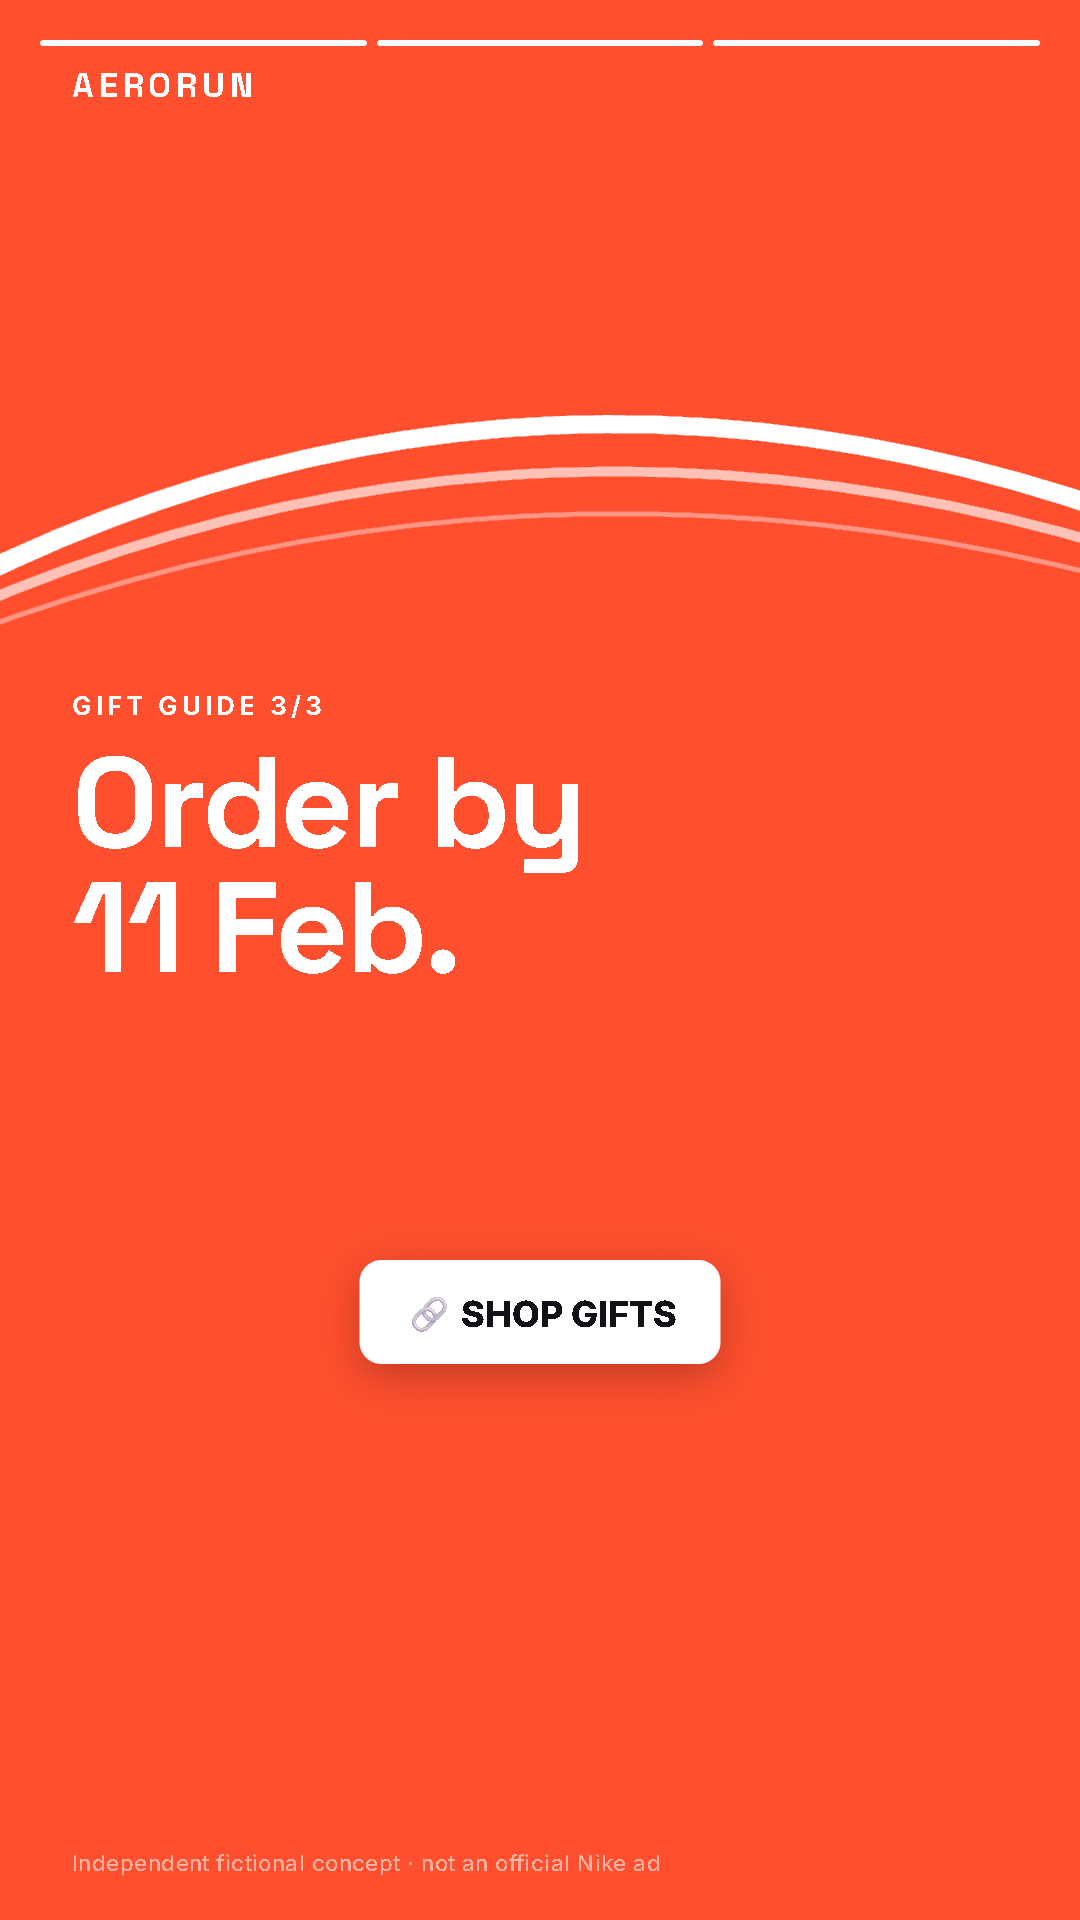 AERORUN
GIFT GUIDE 3/3
Order by
11 Feb.
SHOP GIFTS
Independent fictional concept · not an official Nike ad